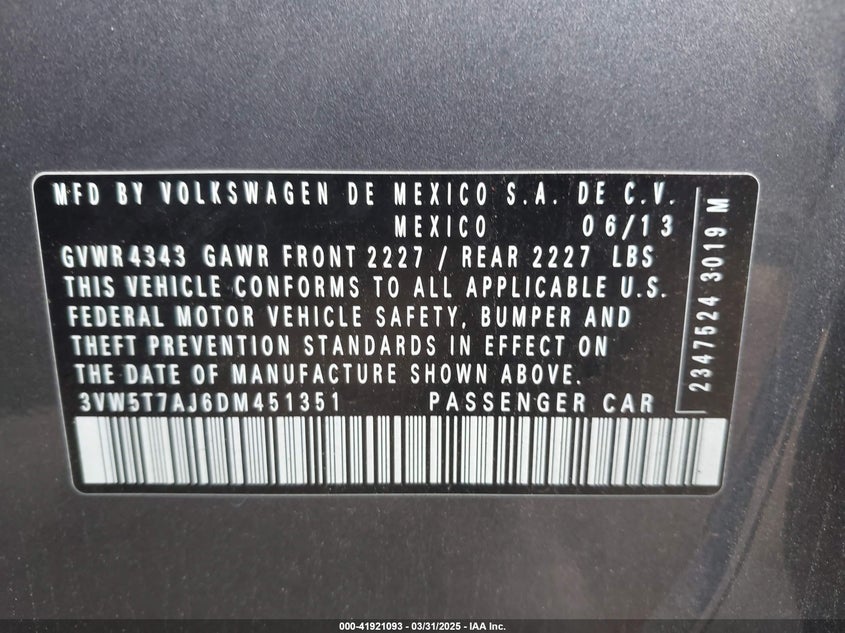 MFD BY VOLKSWAGEN DE MEXICO S.A. DE C.V.
MEXICO 06/13
GVWR 4343 GAWR FRONT 2227 / REAR 2227 LBS
THIS VEHICLE CONFORMS TO ALL APPLICABLE U.S.
FEDERAL MOTOR VEHICLE SAFETY, BUMPER AND
THEFT PREVENTION STANDARDS IN EFFECT ON
THE DATE OF MANUFACTURE SHOWN ABOVE.
3VW5T7AJ6DM451351 PASSENGER CAR
2347524 3019 M
000-41921093 - 03/31/2025 - IAA Inc.